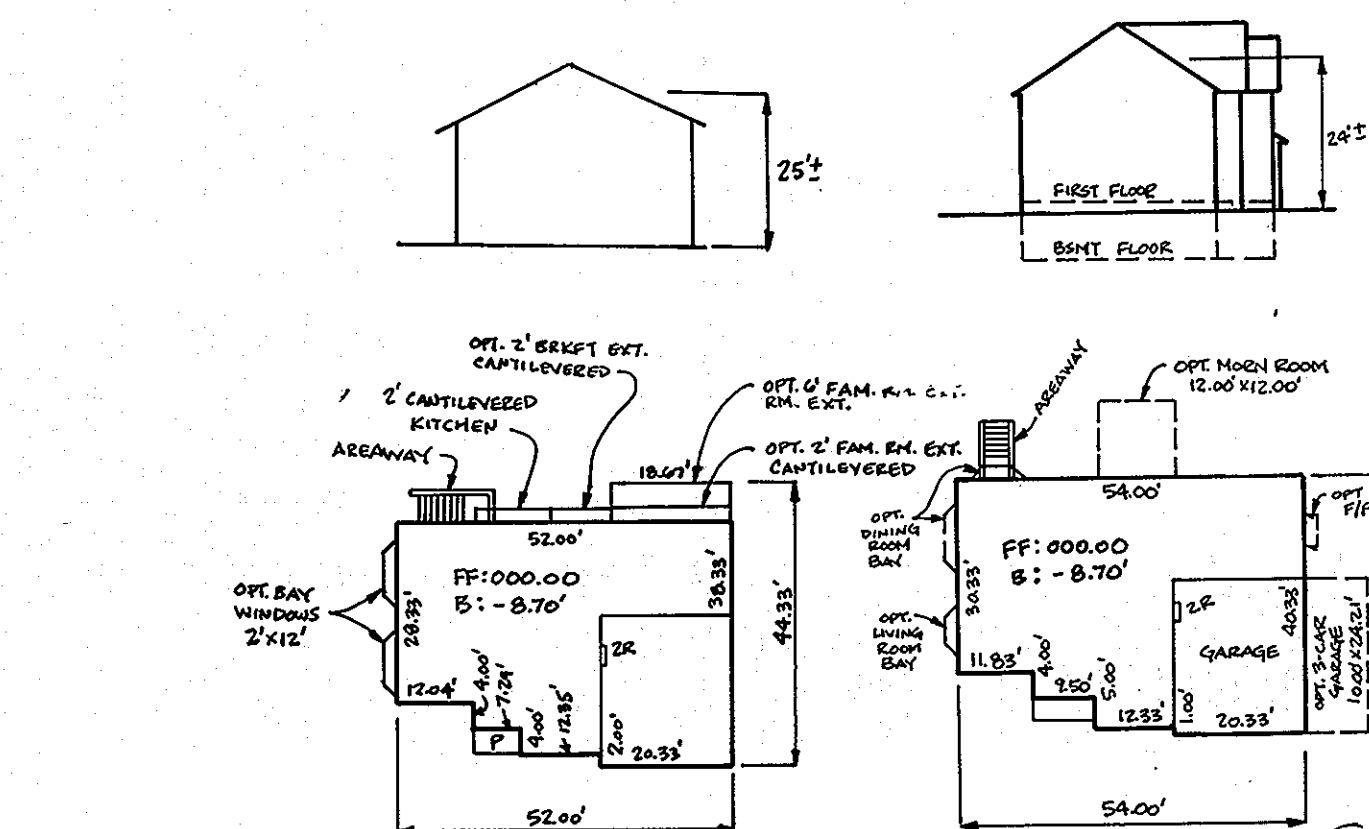 25'±
24'±
FIRST FLOOR
BSMT FLOOR
OPT. 2' BRKFT EXT.
CANTILEVERED
2' CANTILEVERED
KITCHEN
AREAWAY
OPT. 6' FAM.
RM. EXT.
OPT. 2' FAM. RM. EXT.
CANTILEVERED
18.67'
52.00'
FF:000.00
B: -8.70'
OPT. BAY
WINDOWS
2'X12'
28.33'
38.33'
44.33'
2R
12.04'
4.00'
7.29'
P
4.00'
12.35'
2.00'
20.33'
52.00'
AREAWAY
OPT. MORN ROOM
12.00'X12.00'
54.00'
OPT.
DINING
ROOM
BAY
OPT
F/P
FF:000.00
B: -8.70'
30.33'
40.33'
2R
GARAGE
OPT. 3-CAR
GARAGE
10.00'X24.21'
OPT.
LIVING
ROOM
BAY
11.83'
4.00'
9.50'
5.00'
12.33'
1.00'
20.33'
54.00'